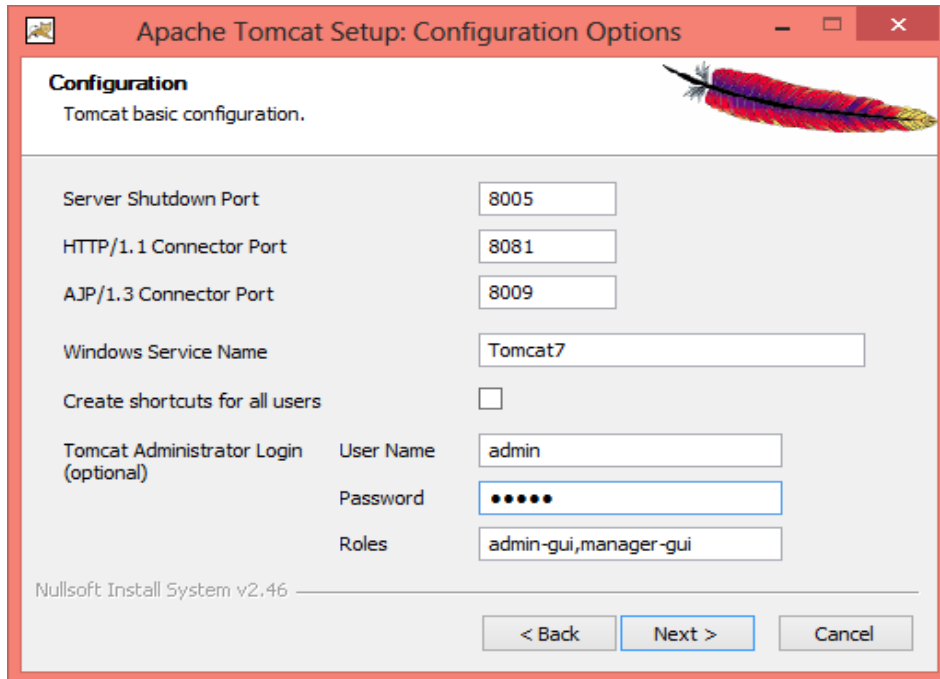 Apache Tomcat Setup: Configuration Options
Configuration
Tomcat basic configuration.
Server Shutdown Port 8005
HTTP/1.1 Connector Port 8081
AJP/1.3 Connector Port 8009
Windows Service Name Tomcat7
Create shortcuts for all users
Tomcat Administrator Login User Name admin
(optional)
Password •••••
Roles admin-gui,manager-gui
Nullsoft Install System v2.46
< Back Next > Cancel